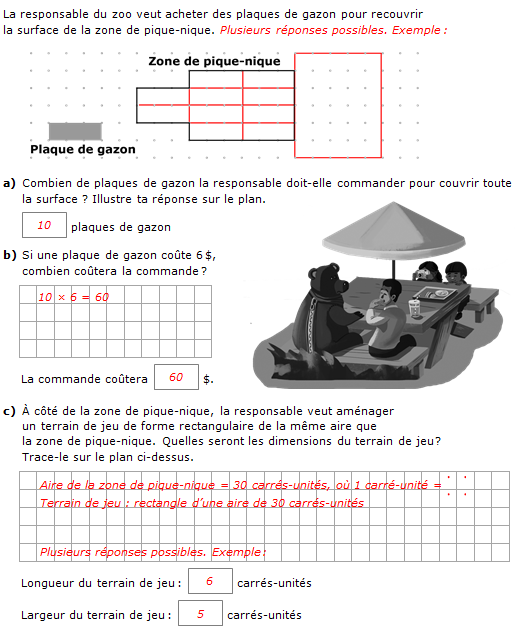 La responsable du zoo veut acheter des plaques de gazon pour recouvrir
la surface de la zone de pique-nique. Plusieurs réponses possibles. Exemple :
Zone de pique-nique
Plaque de gazon
a) Combien de plaques de gazon la responsable doit-elle commander pour couvrir toute
la surface ? Illustre ta réponse sur le plan.
10 plaques de gazon
b) Si une plaque de gazon coûte 6 $,
combien coûtera la commande ?
10 × 6 = 60
La commande coûtera 60 $.
c) À côté de la zone de pique-nique, la responsable veut aménager
un terrain de jeu de forme rectangulaire de la même aire que
la zone de pique-nique. Quelles seront les dimensions du terrain de jeu?
Trace-le sur le plan ci-dessus.
Aire de la zone de pique-nique = 30 carrés-unités, où 1 carré-unité =
Terrain de jeu : rectangle d'une aire de 30 carrés-unités
Plusieurs réponses possibles. Exemple :
Longueur du terrain de jeu : 6 carrés-unités
Largeur du terrain de jeu : 5 carrés-unités